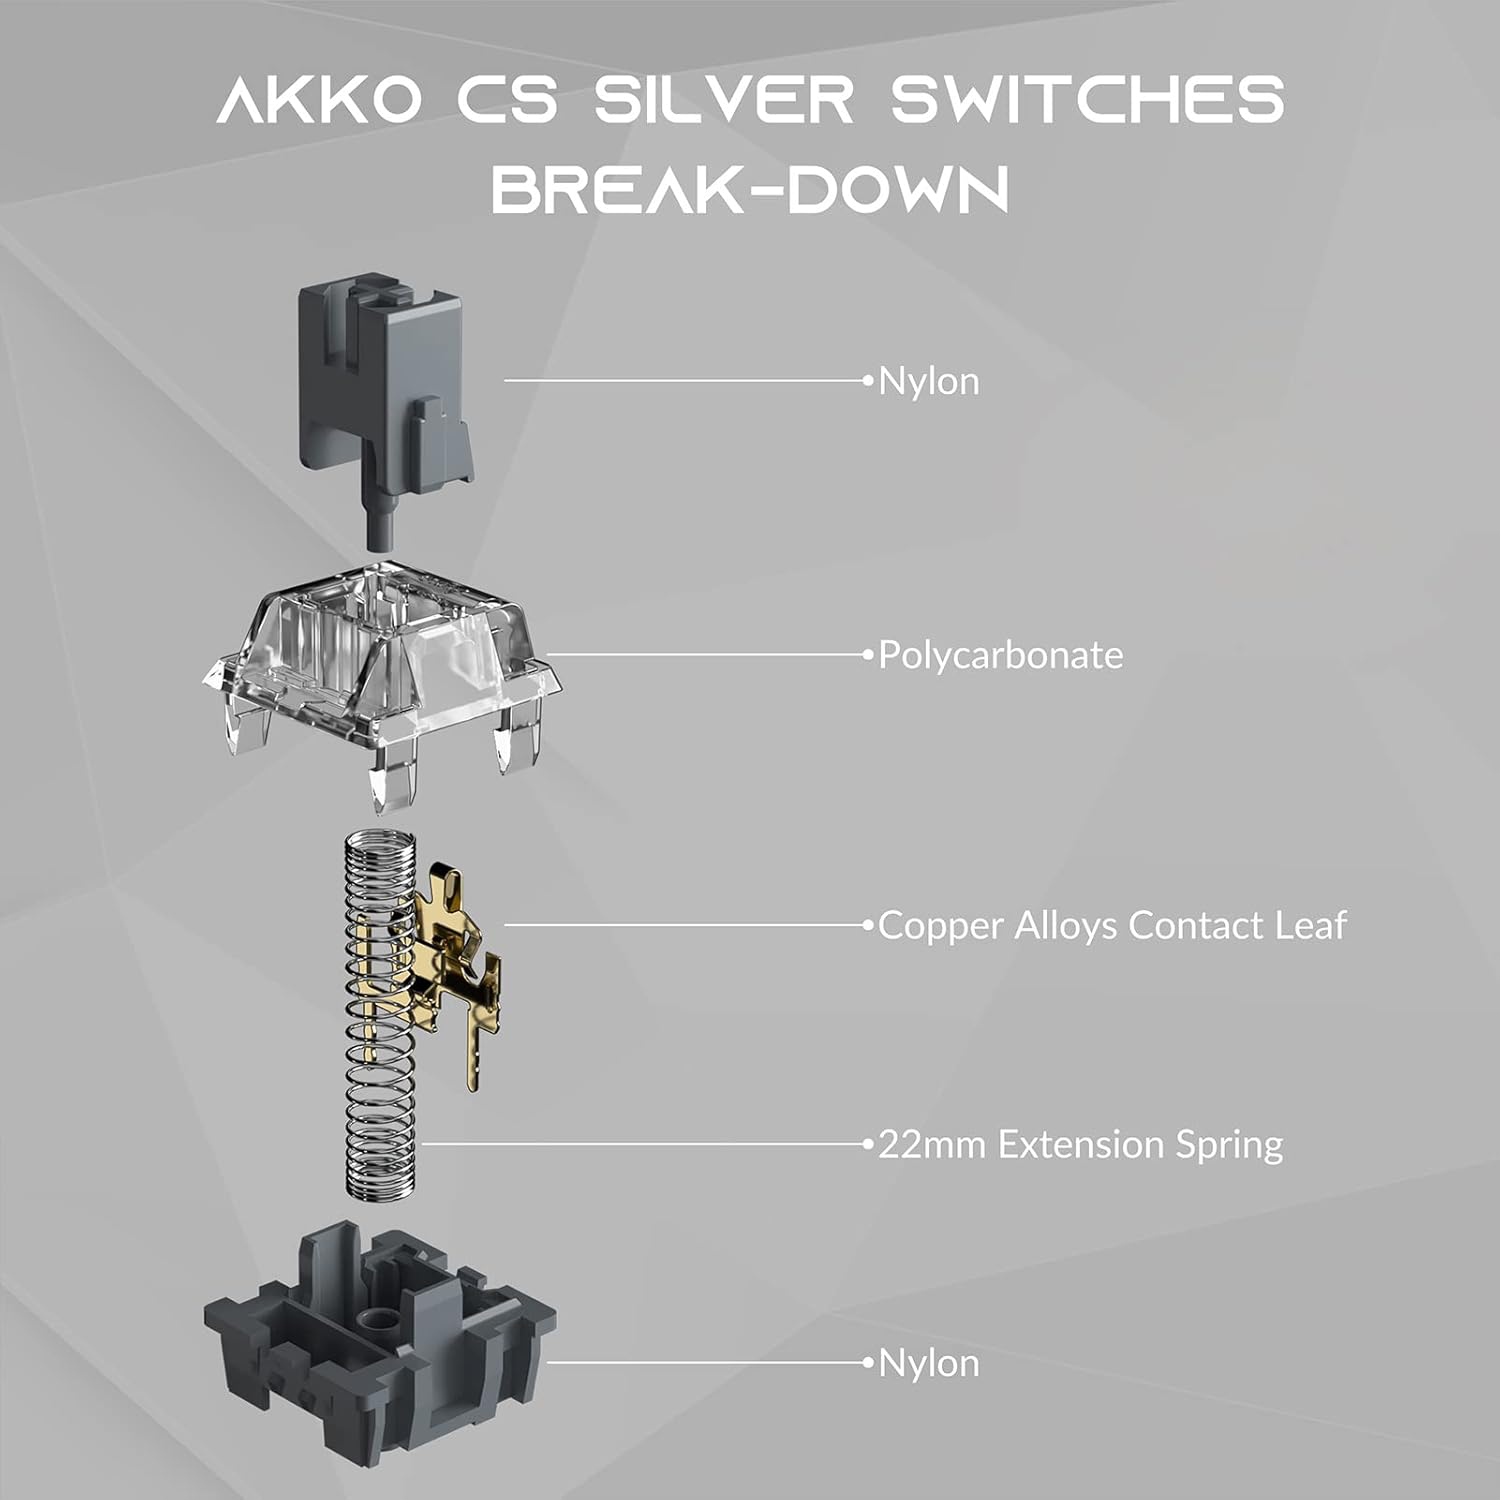 AKKO CS SILVER SWITCHES
BREAK-DOWN
Nylon
Polycarbonate
Copper Alloys Contact Leaf
22mm Extension Spring
Nylon